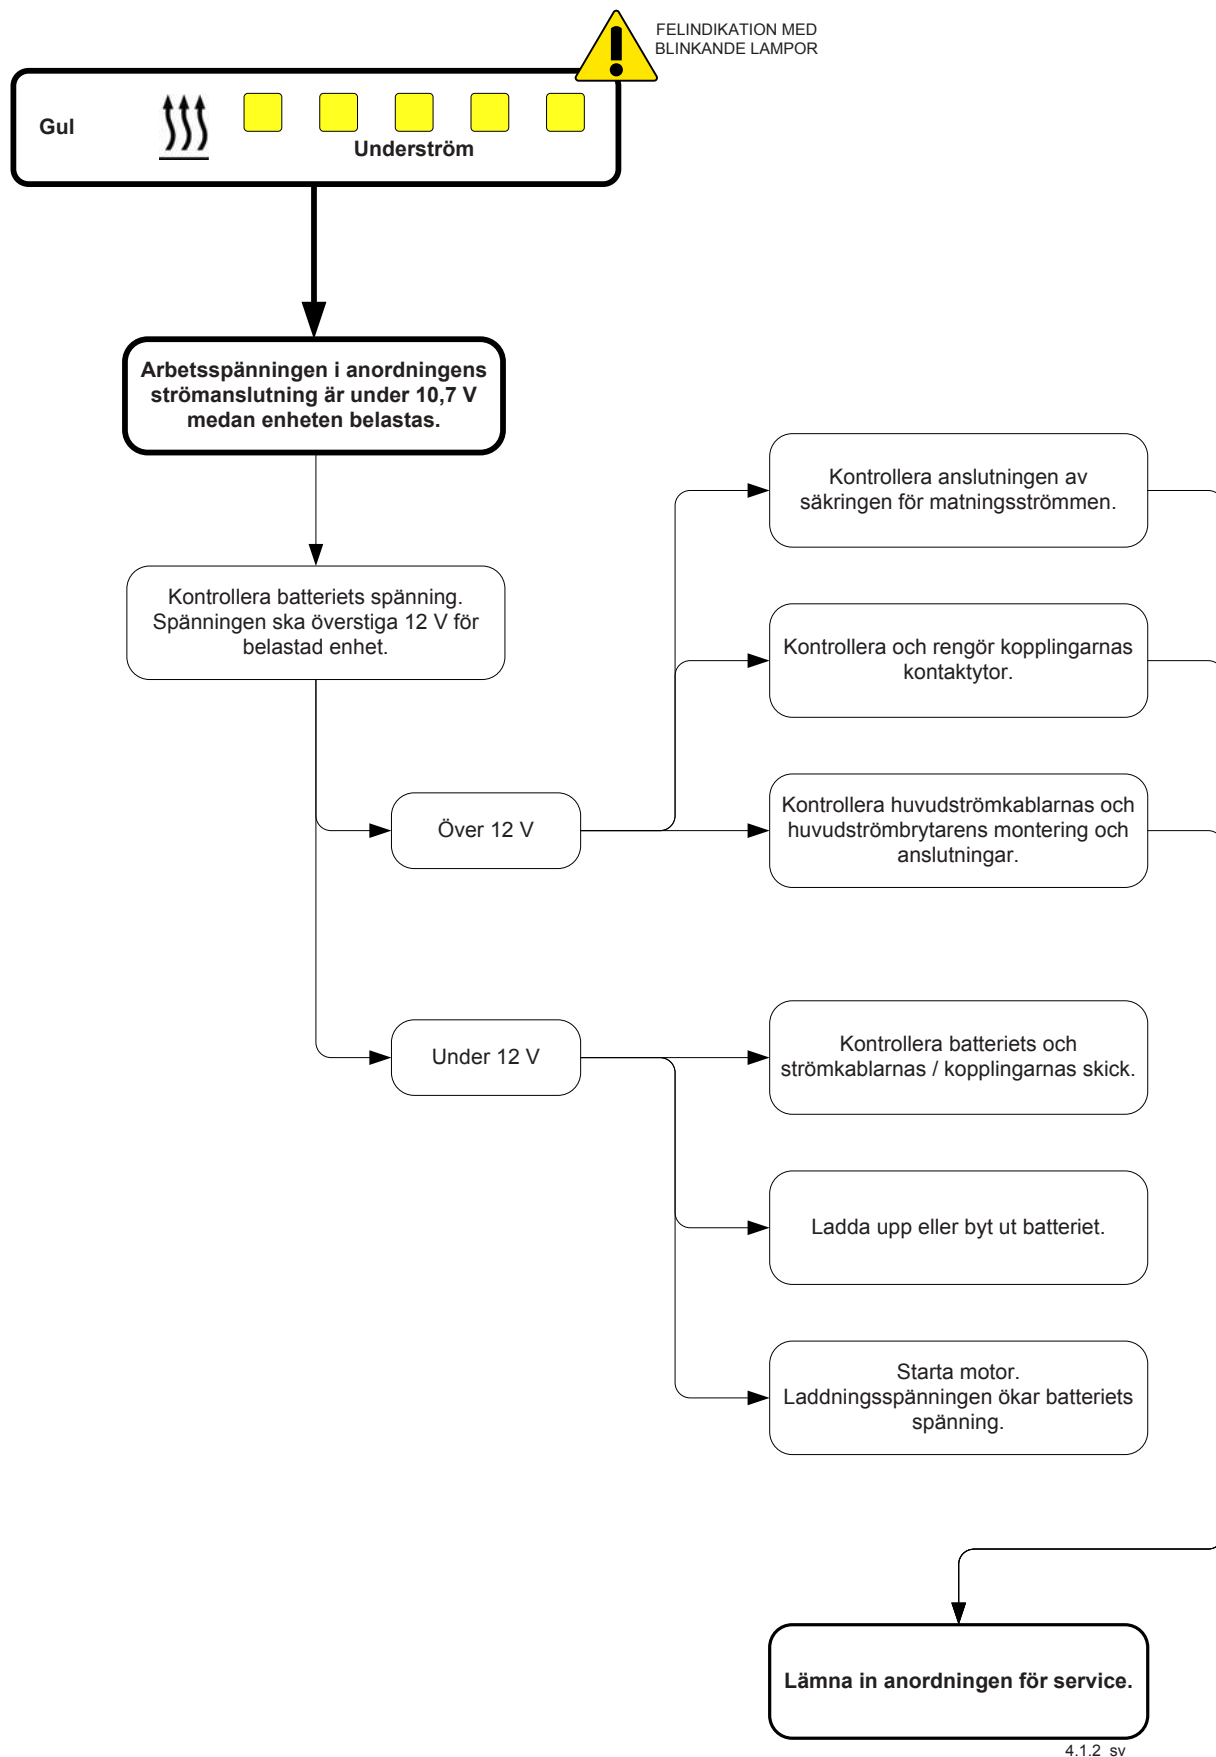 FELINDIKATION MED
BLINKANDE LAMPOR
Gul
Underström
Arbetsspänningen i anordningens
strömanslutning är under 10,7 V
medan enheten belastas.
Kontrollera anslutningen av
säkringen för matningsströmmen.
Kontrollera batteriets spänning.
Spänningen ska överstiga 12 V för
belastad enhet.
Kontrollera och rengör kopplingarnas
kontaktytor.
Över 12 V
Kontrollera huvudströmkablarnas och
huvudströmbrytarens montering och
anslutningar.
Under 12 V
Kontrollera batteriets och
strömkablarnas / kopplingarnas skick.
Ladda upp eller byt ut batteriet.
Starta motor.
Laddningsspänningen ökar batteriets
spänning.
Lämna in anordningen för service.
4.1.2_sv